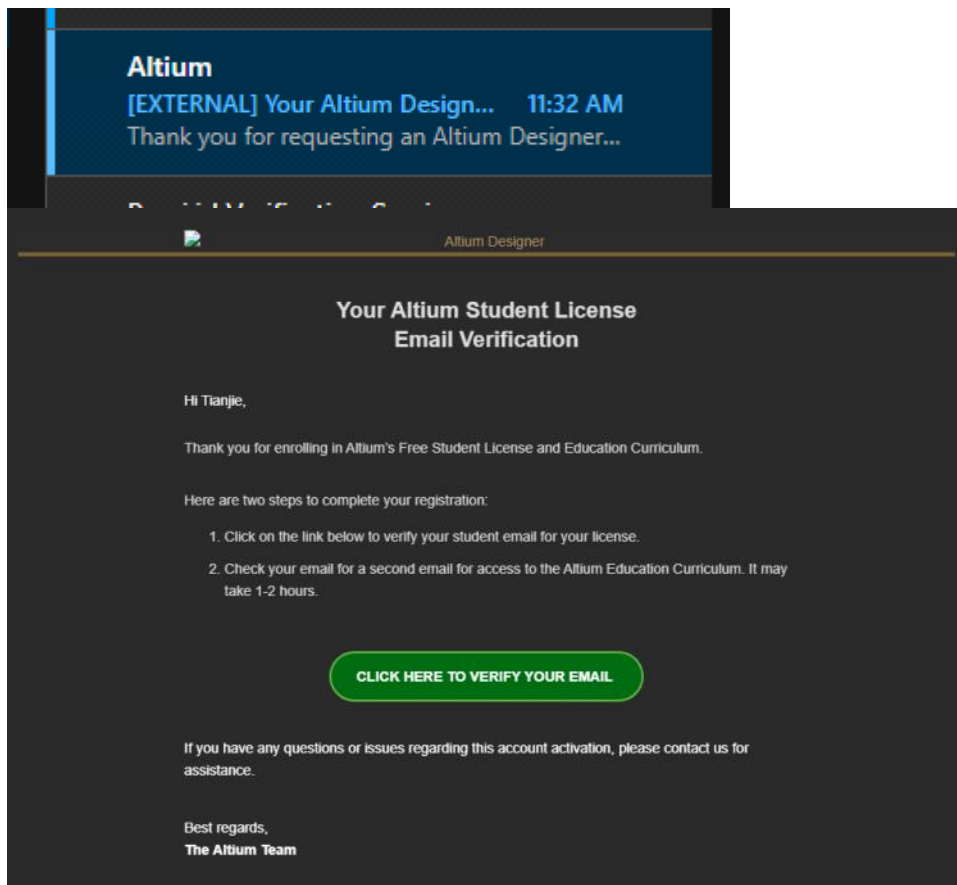 Altium
[EXTERNAL] Your Altium Design... 11:32 AM
Thank you for requesting an Altium Designer...
Altium Designer
Your Altium Student License
Email Verification
Hi Tianjie,
Thank you for enrolling in Altium's Free Student License and Education Curriculum.
Here are two steps to complete your registration:
1. Click on the link below to verify your student email for your license.
2. Check your email for a second email for access to the Altium Education Curriculum. It may
take 1-2 hours.
CLICK HERE TO VERIFY YOUR EMAIL
If you have any questions or issues regarding this account activation, please contact us for
assistance.
Best regards,
The Altium Team